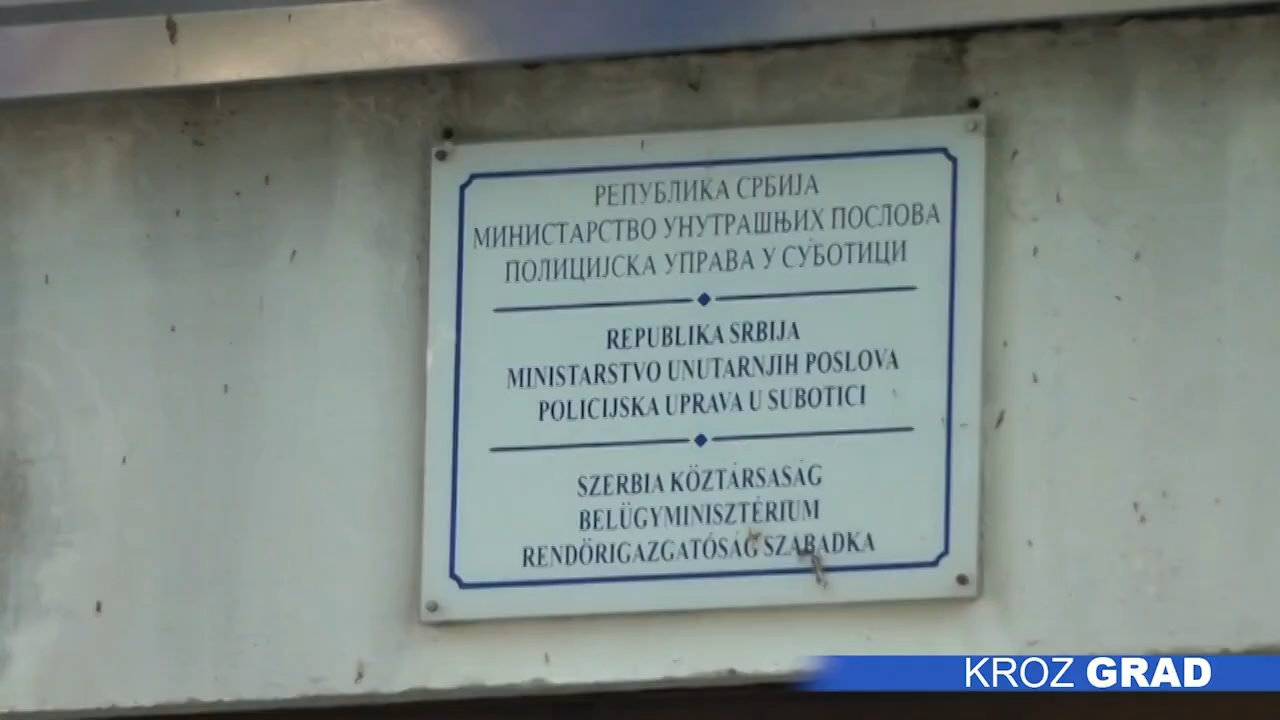 РЕПУБЛИКА СРБИЈА
МИНИСТАРСТВО УНУТРАШЊИХ ПОСЛОВА
ПОЛИЦИЈСКА УПРАВА У СУБОТИЦИ
REPUBLIKA SRBIJA
MINISTARSTVO UNUTARNJIH POSLOVA
POLICIJSKA UPRAVA U SUBOTICI
SZERBIA KÖZTÁRSASÁG
BELÜGYMINISZTÉRIUM
RENDÖRIGAZGATÓSÁG SZABADKA
KROZ GRAD